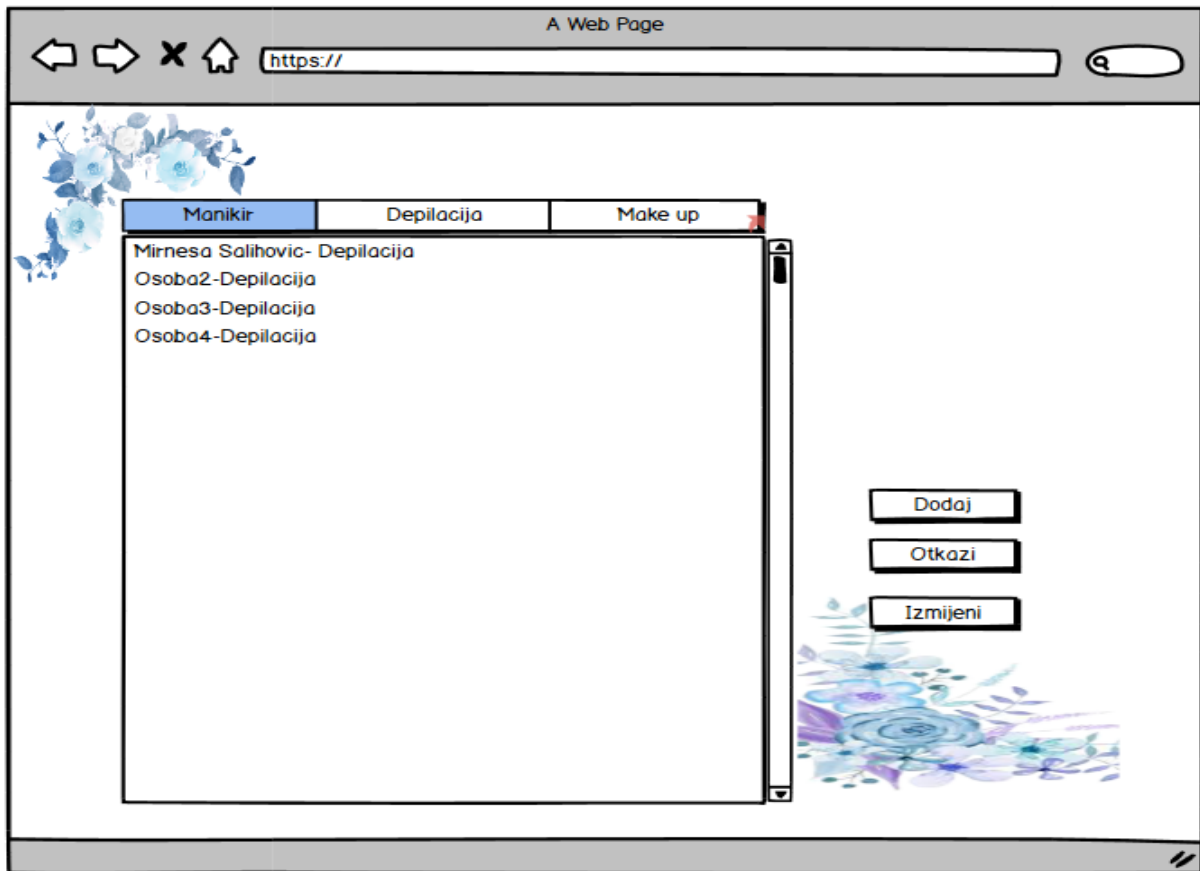 A Web Page
https://
Manikir Depilacija Make up
Mirnesa Salihovic- Depilacija
Osoba2-Depilacija
Osoba3-Depilacija
Osoba4-Depilacija
Dodaj
Otkazi
Izmijeni